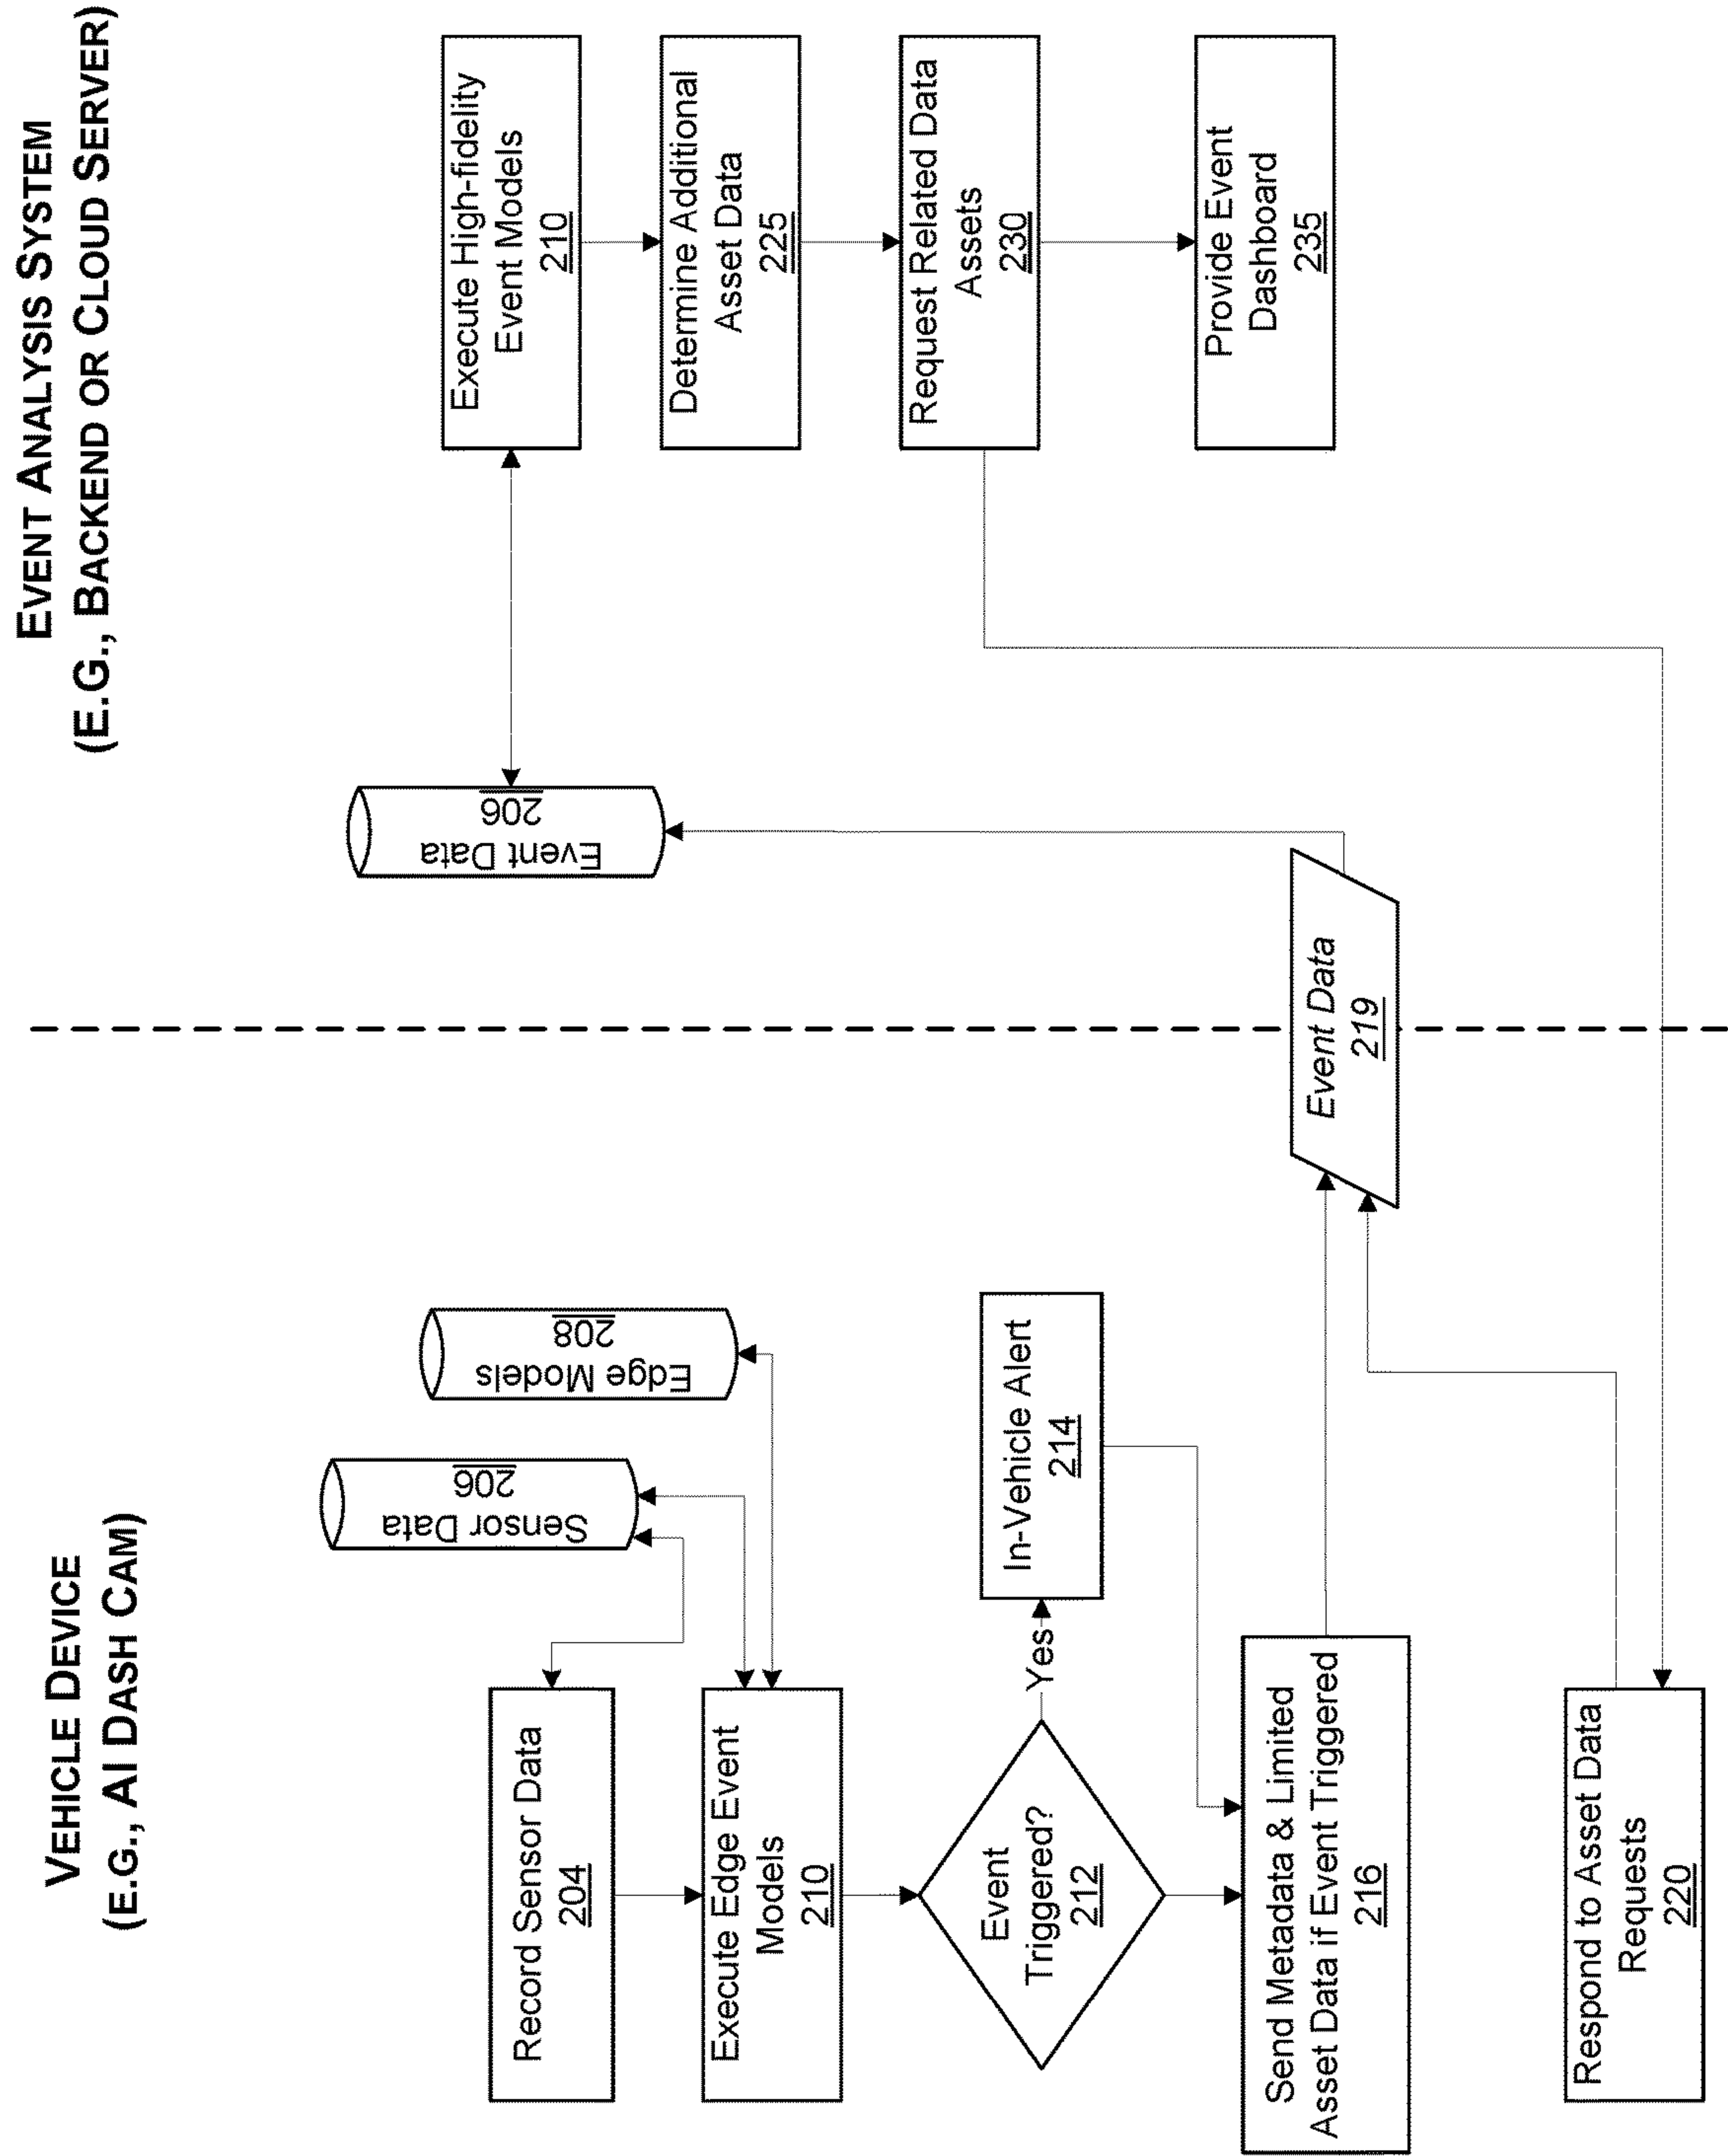 VEHICLE DEVICE
(E.G., AI DASH CAM)
EVENT ANALYSIS SYSTEM
(E.G., BACKEND OR CLOUD SERVER)
Record Sensor Data
204
Sensor Data
206
Edge Models
208
Execute Edge Event
Models
210
Event
Triggered?
212
Yes
In-Vehicle Alert
214
Send Metadata & Limited
Asset Data if Event Triggered
216
Respond to Asset Data
Requests
220
Event Data
219
Event Data
206
Execute High-fidelity
Event Models
210
Determine Additional
Asset Data
225
Request Related Data
Assets
230
Provide Event
Dashboard
235